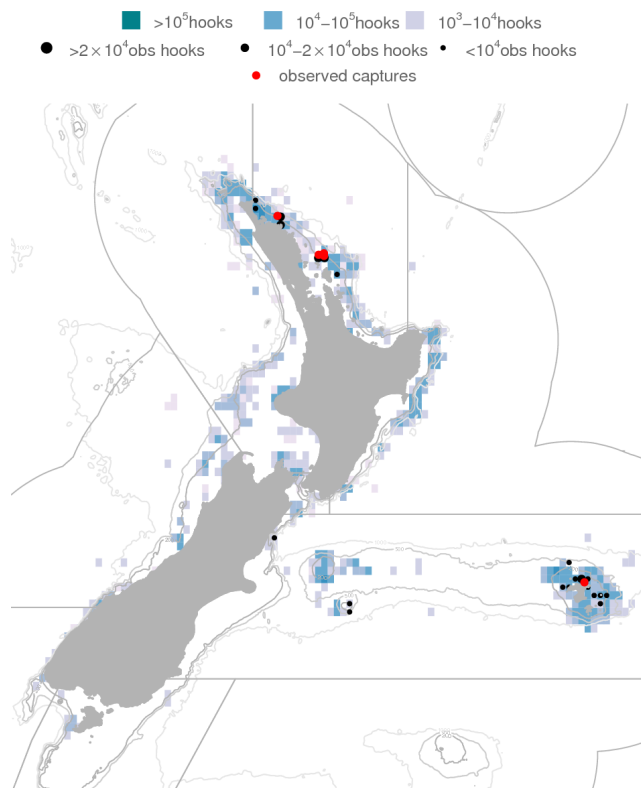 >10⁵hooks 10⁴−10⁵hooks 10³−10⁴hooks
>2×10⁴obs hooks 10⁴−2×10⁴obs hooks <10⁴obs hooks
observed captures